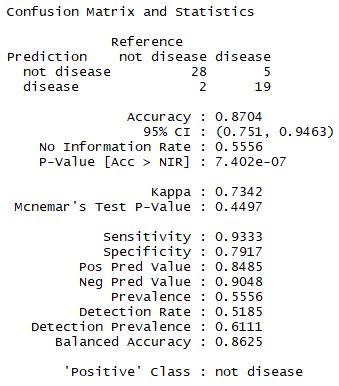 Confusion Matrix and Statistics
Reference
Prediction not disease disease
not disease 28 5
disease 2 19
Accuracy : 0.8704
95% CI : (0.751, 0.9463)
No Information Rate : 0.5556
P-Value [Acc > NIR] : 7.402e-07
Kappa : 0.7342
Mcnemar's Test P-Value : 0.4497
Sensitivity : 0.9333
Specificity : 0.7917
Pos Pred Value : 0.8485
Neg Pred Value : 0.9048
Prevalence : 0.5556
Detection Rate : 0.5185
Detection Prevalence : 0.6111
Balanced Accuracy : 0.8625
'Positive' Class : not disease